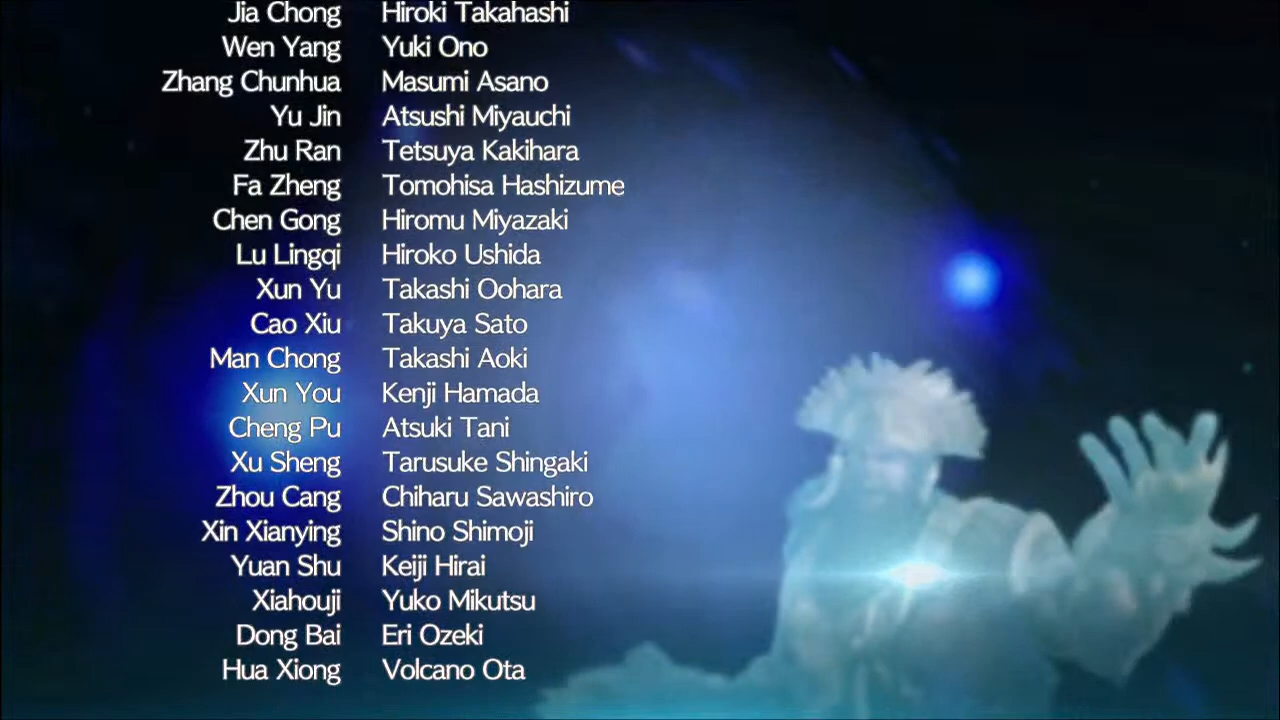 Jia Chong Hiroki Takahashi
Wen Yang Yuki Ono
Zhang Chunhua Masumi Asano
Yu Jin Atsushi Miyauchi
Zhu Ran Tetsuya Kakihara
Fa Zheng Tomohisa Hashizume
Chen Gong Hiromu Miyazaki
Lu Lingqi Hiroko Ushida
Xun Yu Takashi Oohara
Cao Xiu Takuya Sato
Man Chong Takashi Aoki
Xun You Kenji Hamada
Cheng Pu Atsuki Tani
Xu Sheng Tarusuke Shingaki
Zhou Cang Chiharu Sawashiro
Xin Xianying Shino Shimoji
Yuan Shu Keiji Hirai
Xiahouji Yuko Mikutsu
Dong Bai Eri Ozeki
Hua Xiong Volcano Ota